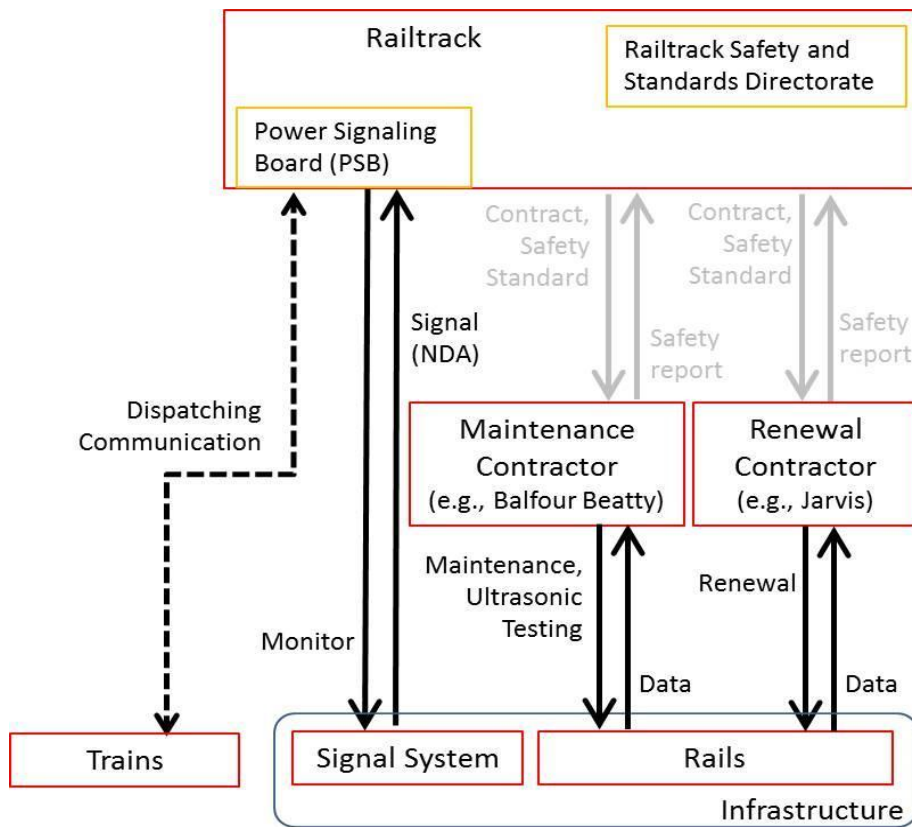 Railtrack
Railtrack Safety and
Standards Directorate
Power Signaling
Board (PSB)
Contract,
Safety
Standard
Contract,
Safety
Standard
Signal
(NDA)
Safety
report
Safety
report
Dispatching
Communication
Maintenance
Contractor
(e.g., Balfour Beatty)
Renewal
Contractor
(e.g., Jarvis)
Maintenance,
Ultrasonic
Testing
Renewal
Monitor
Data
Data
Trains
Signal System
Rails
Infrastructure